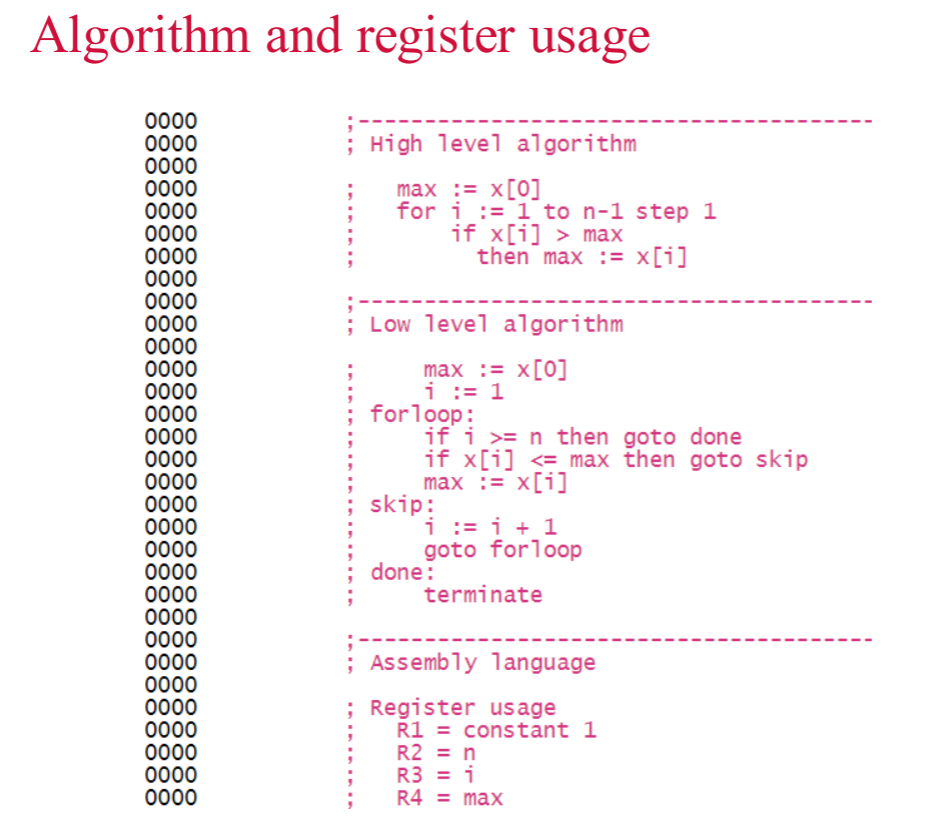 Algorithm and register usage
0000 ;---------------------------------------
0000 ; High level algorithm
0000
0000 ;   max := x[0]
0000 ;   for i := 1 to n-1 step 1
0000 ;       if x[i] > max
0000 ;         then max := x[i]
0000
0000 ;---------------------------------------
0000 ; Low level algorithm
0000
0000 ;     max := x[0]
0000 ;     i := 1
0000 ; forloop:
0000 ;     if i >= n then goto done
0000 ;     if x[i] <= max then goto skip
0000 ;     max := x[i]
0000 ; skip:
0000 ;     i := i + 1
0000 ;     goto forloop
0000 ; done:
0000 ;     terminate
0000
0000 ;---------------------------------------
0000 ; Assembly language
0000
0000 ; Register usage
0000 ;   R1 = constant 1
0000 ;   R2 = n
0000 ;   R3 = i
0000 ;   R4 = max